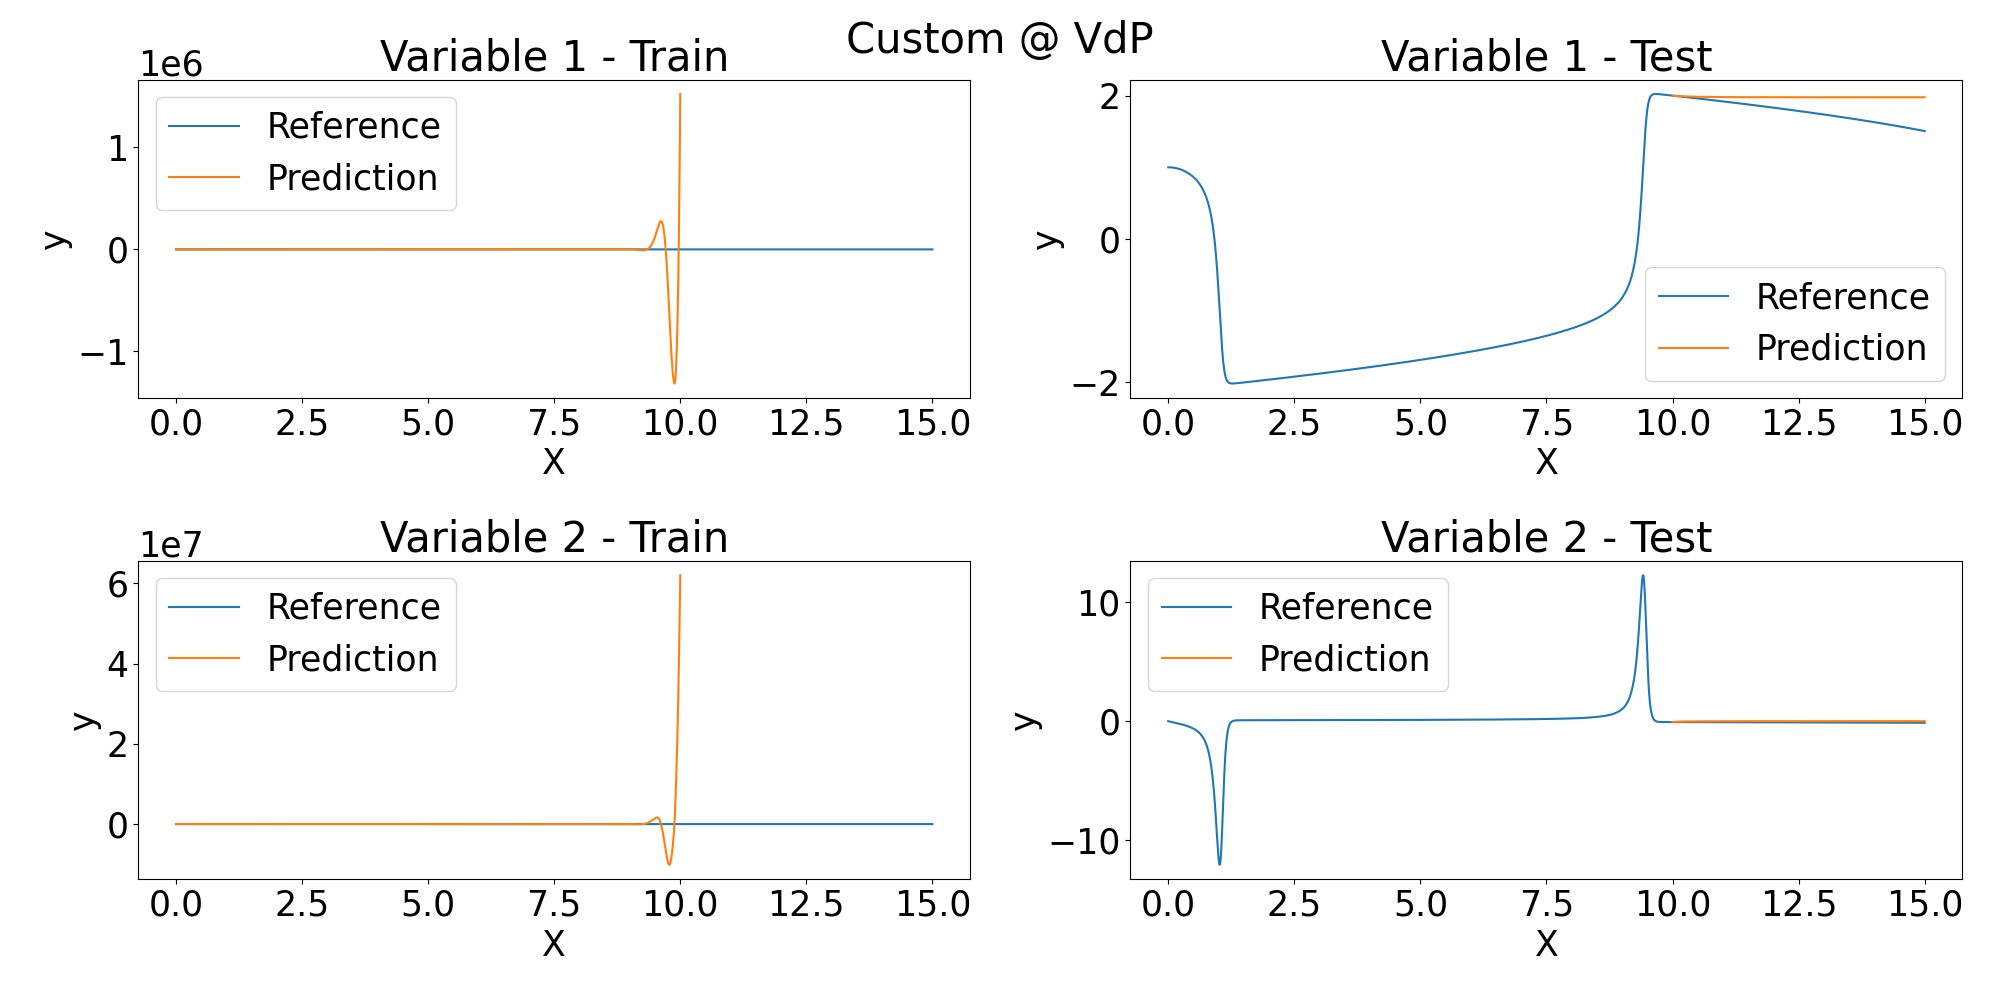 Custom @ VdP
Variable 1 - Train
1e6
Reference
Prediction
y
1
0
−1
0.0 2.5 5.0 7.5 10.0 12.5 15.0
X
Variable 1 - Test
y
2
0
−2
Reference
Prediction
0.0 2.5 5.0 7.5 10.0 12.5 15.0
X
Variable 2 - Train
1e7
Reference
Prediction
y
6
4
2
0
0.0 2.5 5.0 7.5 10.0 12.5 15.0
X
Variable 2 - Test
Reference
Prediction
y
10
0
−10
0.0 2.5 5.0 7.5 10.0 12.5 15.0
X